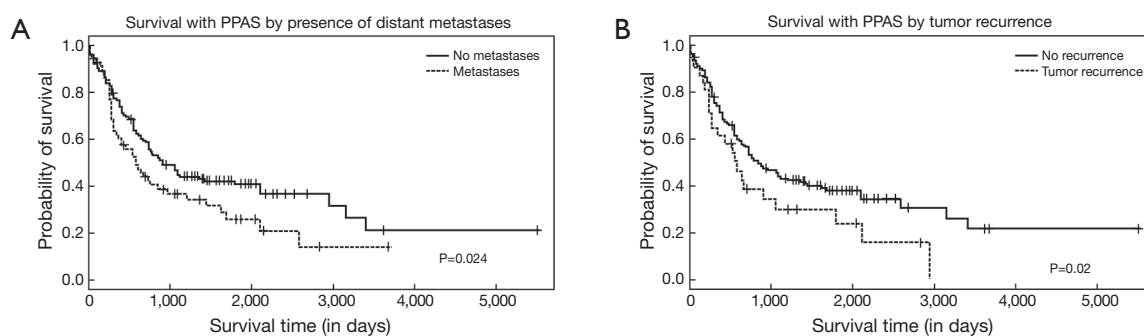 A
Survival with PPAS by presence of distant metastases
Probability of survival
1.0
0.8
0.6
0.4
0.2
0.0
No metastases
Metastases
P=0.024
0 1,000 2,000 3,000 4,000 5,000
Survival time (in days)
B
Survival with PPAS by tumor recurrence
Probability of survival
1.0
0.8
0.6
0.4
0.2
0.0
No recurrence
Tumor recurrence
P=0.02
0 1,000 2,000 3,000 4,000 5,000
Survival time (in days)